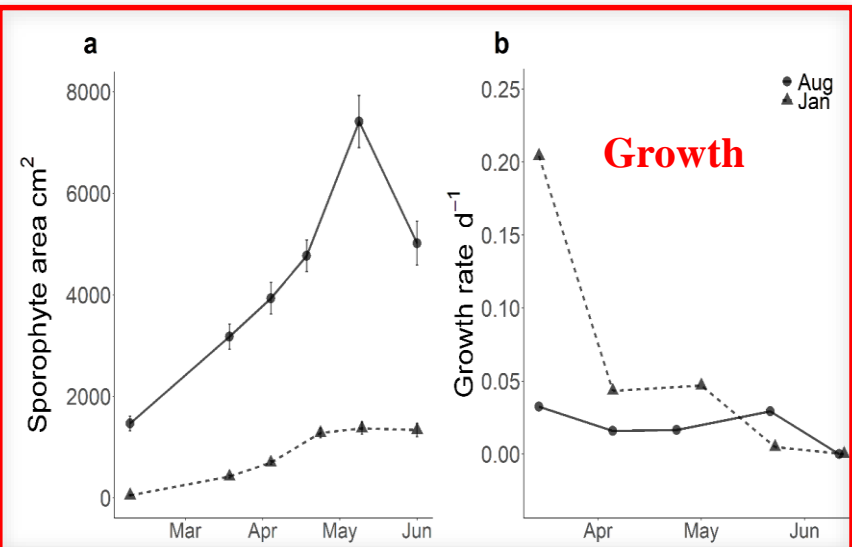 a
b
Sporophyte area cm²
8000
6000
4000
2000
0
Mar Apr May Jun
Growth rate d⁻¹
0.25
0.20
0.15
0.10
0.05
0.00
Apr May Jun
Aug
Jan
Growth